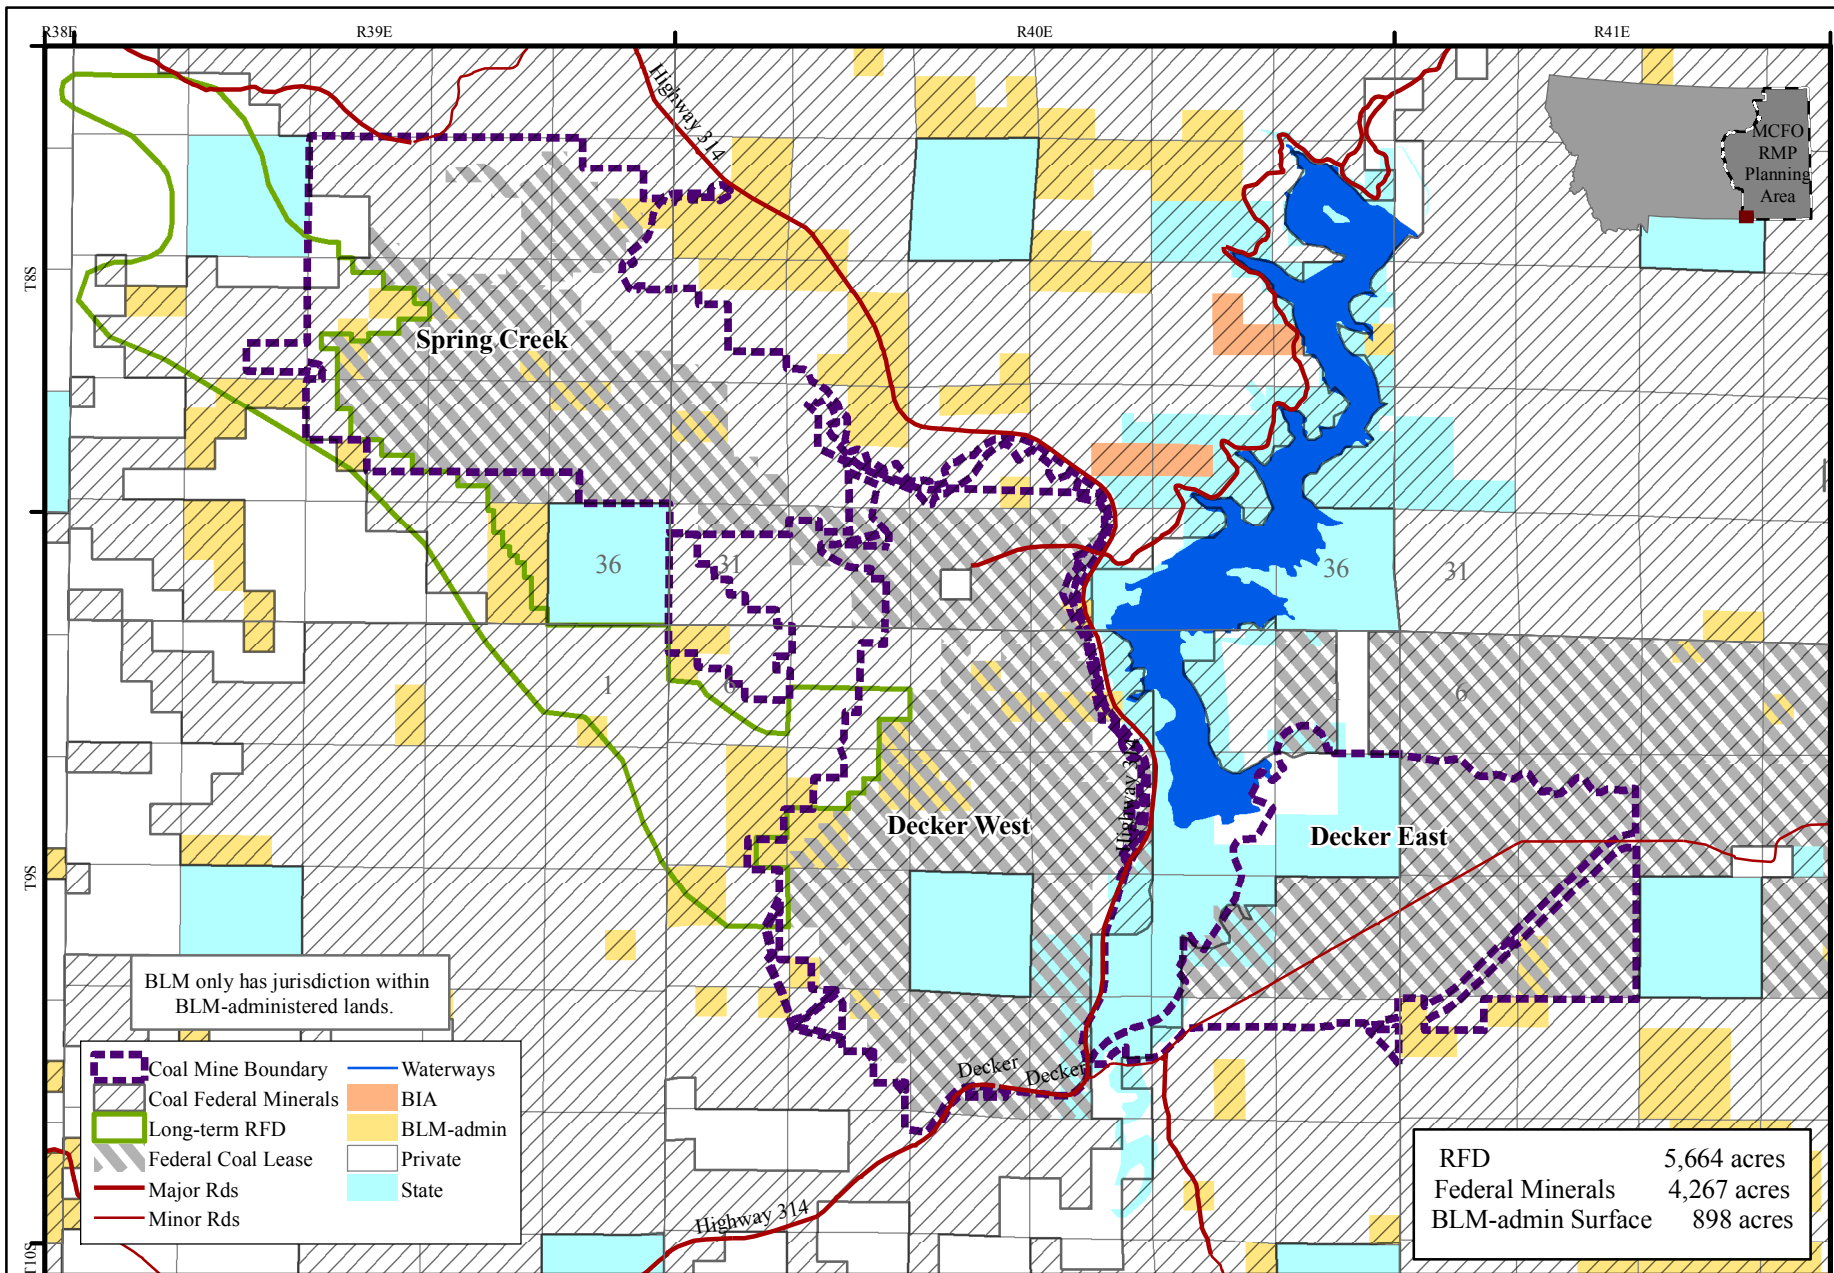 R38E
R39E
R40E
R41E
Highway 314
MCFO
RMP
Planning
Area
T8S
Spring Creek
36
31
36
31
1
6
6
Highway 314
Decker West
Decker East
T9S
BLM only has jurisdiction within
BLM-administered lands.
Coal Mine Boundary
Coal Federal Minerals
Long-term RFD
Federal Coal Lease
Major Rds
Minor Rds
Waterways
BIA
BLM-admin
Private
State
Decker
Decker
Highway 314
RFD 5,664 acres
Federal Minerals 4,267 acres
BLM-admin Surface 898 acres
T10S